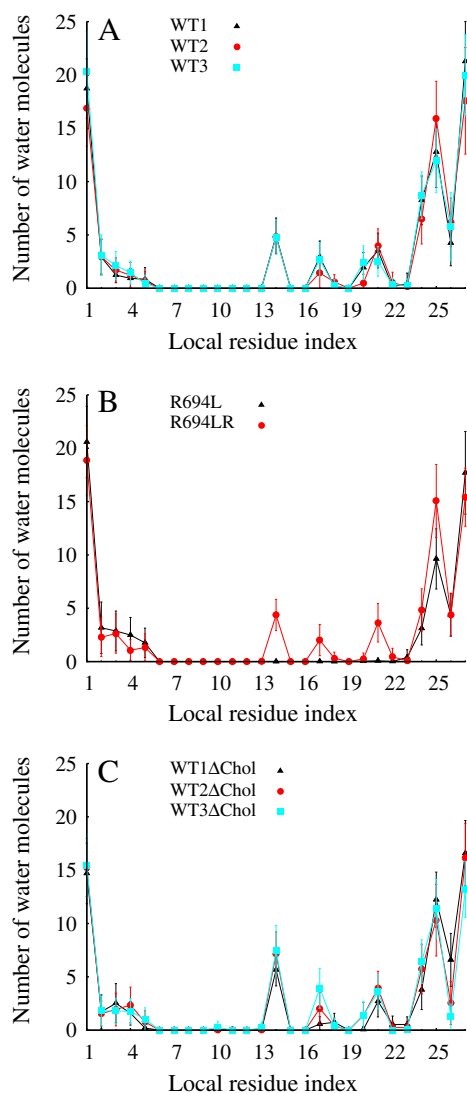 A
WT1
WT2
WT3
Number of water molecules
25
20
15
10
5
0
1 4 7 10 13 16 19 22 25
Local residue index
B
R694L
R694LR
Number of water molecules
25
20
15
10
5
0
1 4 7 10 13 16 19 22 25
Local residue index
C
WT1ΔChol
WT2ΔChol
WT3ΔChol
Number of water molecules
25
20
15
10
5
0
1 4 7 10 13 16 19 22 25
Local residue index